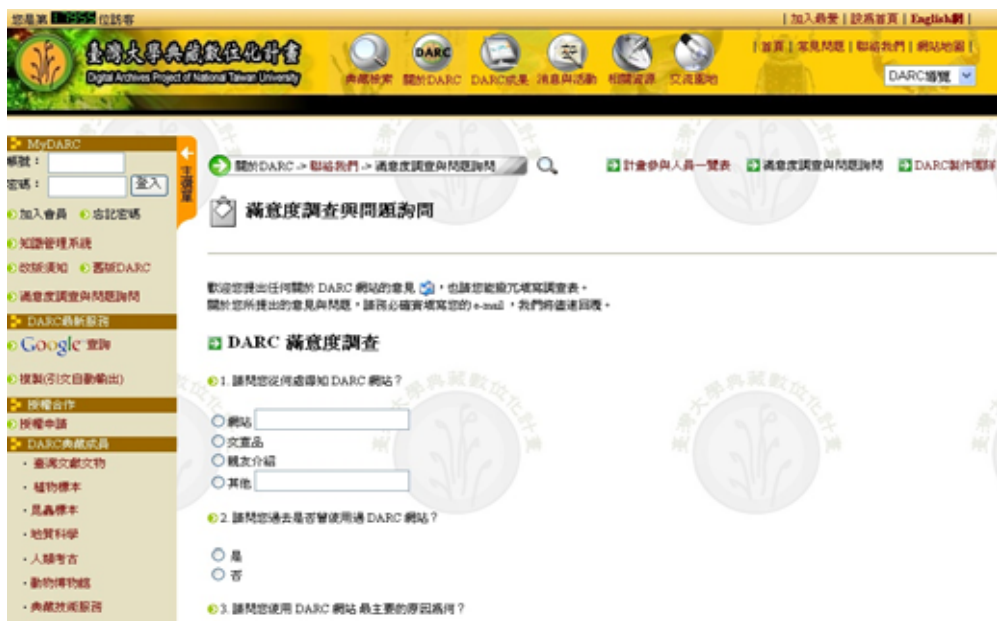 您是第 位訪客
| 加入最愛 | 設為首頁 | English網 |
臺灣大學典藏數位化計畫
Digital Archives Project of National Taiwan University
DARC
典藏檢索 關於DARC DARC成果 消息與活動 相關資源 交流園地
| 首頁 | 常見問題 | 聯絡我們 | 網站地圖 |
DARC導覽
MyDARC
帳號：
密碼：
登入
加入會員 忘記密碼
知識管理系統
改版須知 舊版DARC
滿意度調查與問題詢問
DARC最新服務
Google 查詢
複製(引文自動輸出)
授權合作
授權申請
DARC典藏成員
・臺灣文獻文物
・植物標本
・昆蟲標本
・地質科學
・人類考古
・動物博物館
・典藏技術服務
主選單
關於DARC -> 聯絡我們 -> 滿意度調查與問題詢問
計畫參與人員一覽表 滿意度調查與問題詢問 DARC製作團隊
滿意度調查與問題詢問
歡迎您提出任何關於 DARC 網站的意見，也請您能撥冗填寫調查表。
關於您所提出的意見與問題，請務必確實填寫您的 e-mail ，我們將儘速回覆。
DARC 滿意度調查
1. 請問您從何處得知 DARC 網站？
網站
文宣品
親友介紹
其他
2. 請問您過去是否曾使用過 DARC 網站？
是
否
3. 請問您使用 DARC 網站 最主要的原因為何？